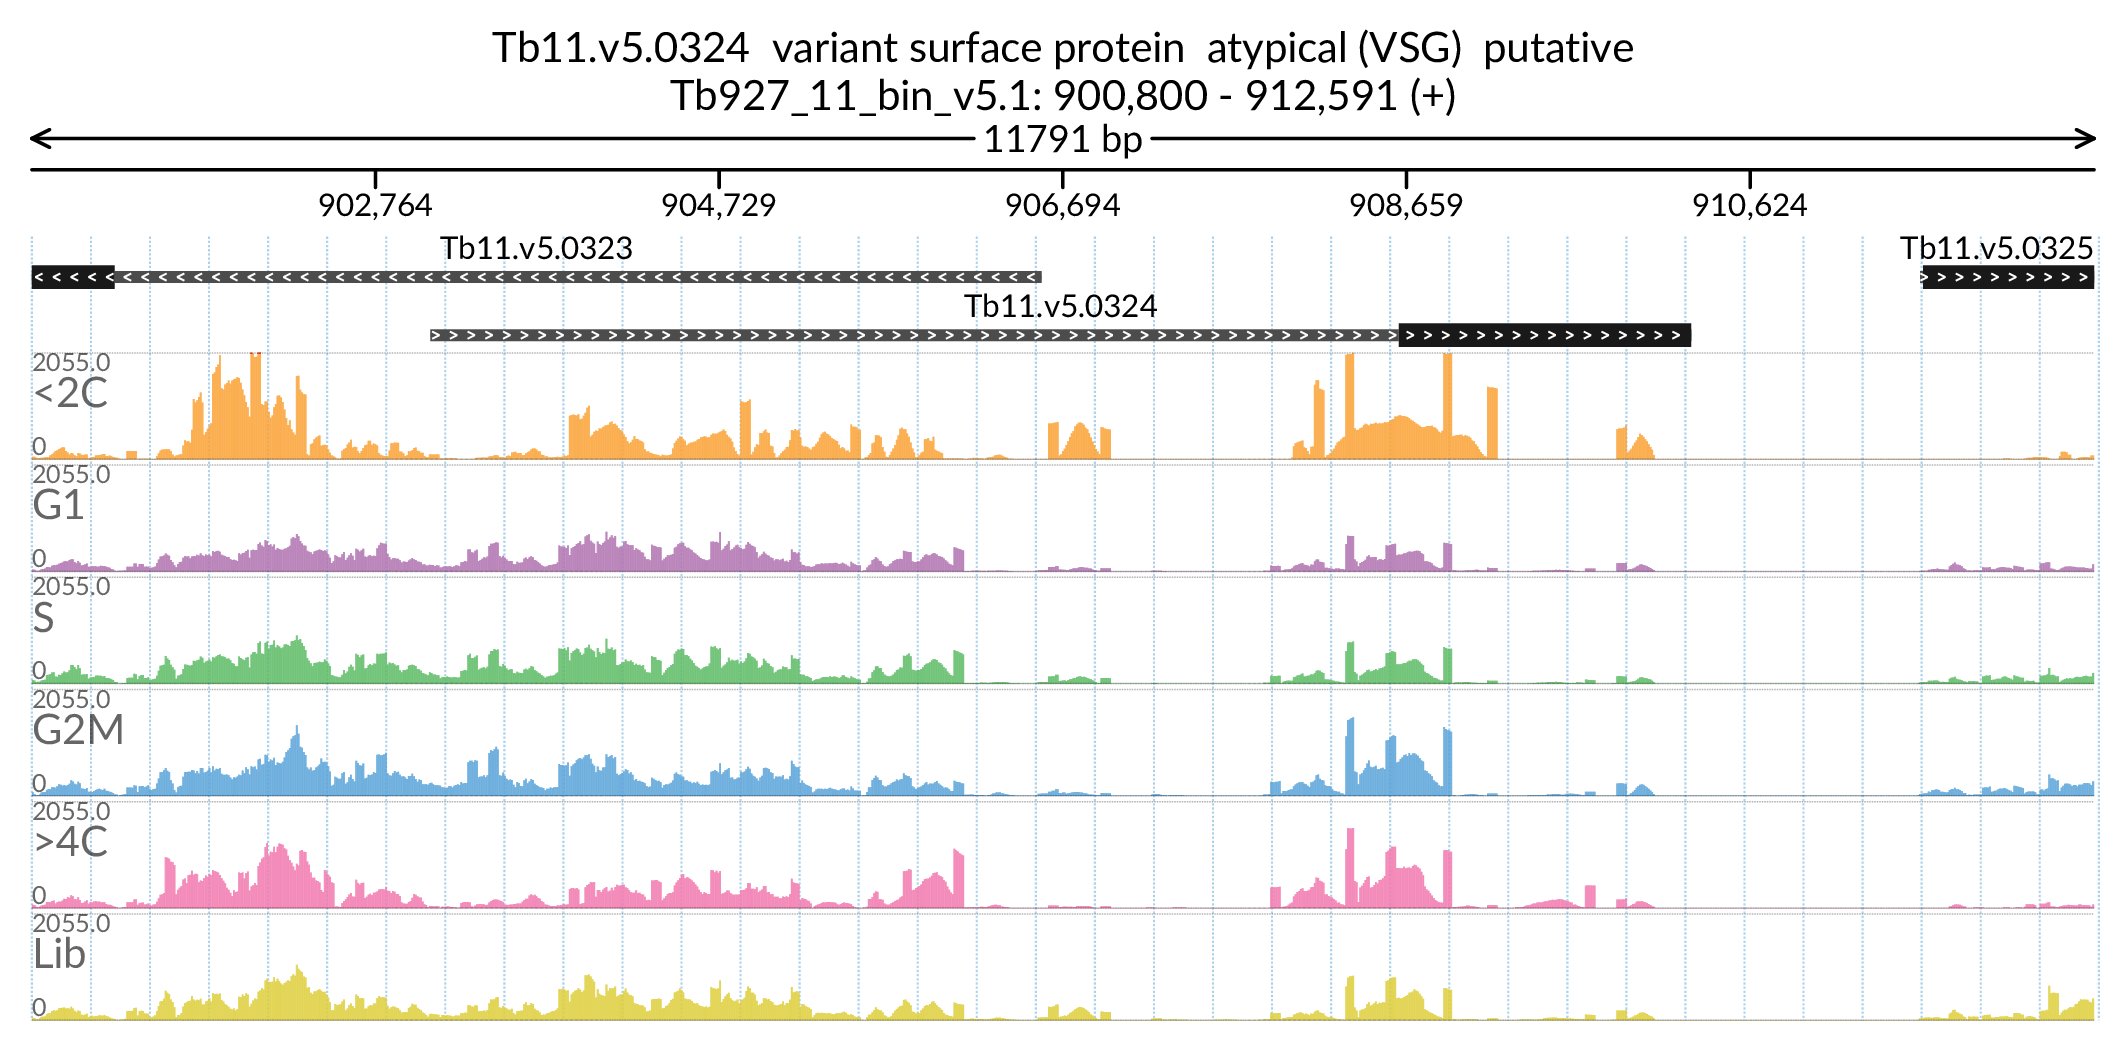 Tb11.v5.0324 variant surface protein atypical (VSG) putative
Tb927_11_bin_v5.1: 900,800 - 912,591 (+)
11791 bp
902,764 904,729 906,694 908,659 910,624
Tb11.v5.0323 Tb11.v5.0325
Tb11.v5.0324
2055.0
<2C
0
2055.0
G1
0
2055.0
S
0
2055.0
G2M
0
2055.0
>4C
0
2055.0
Lib
0